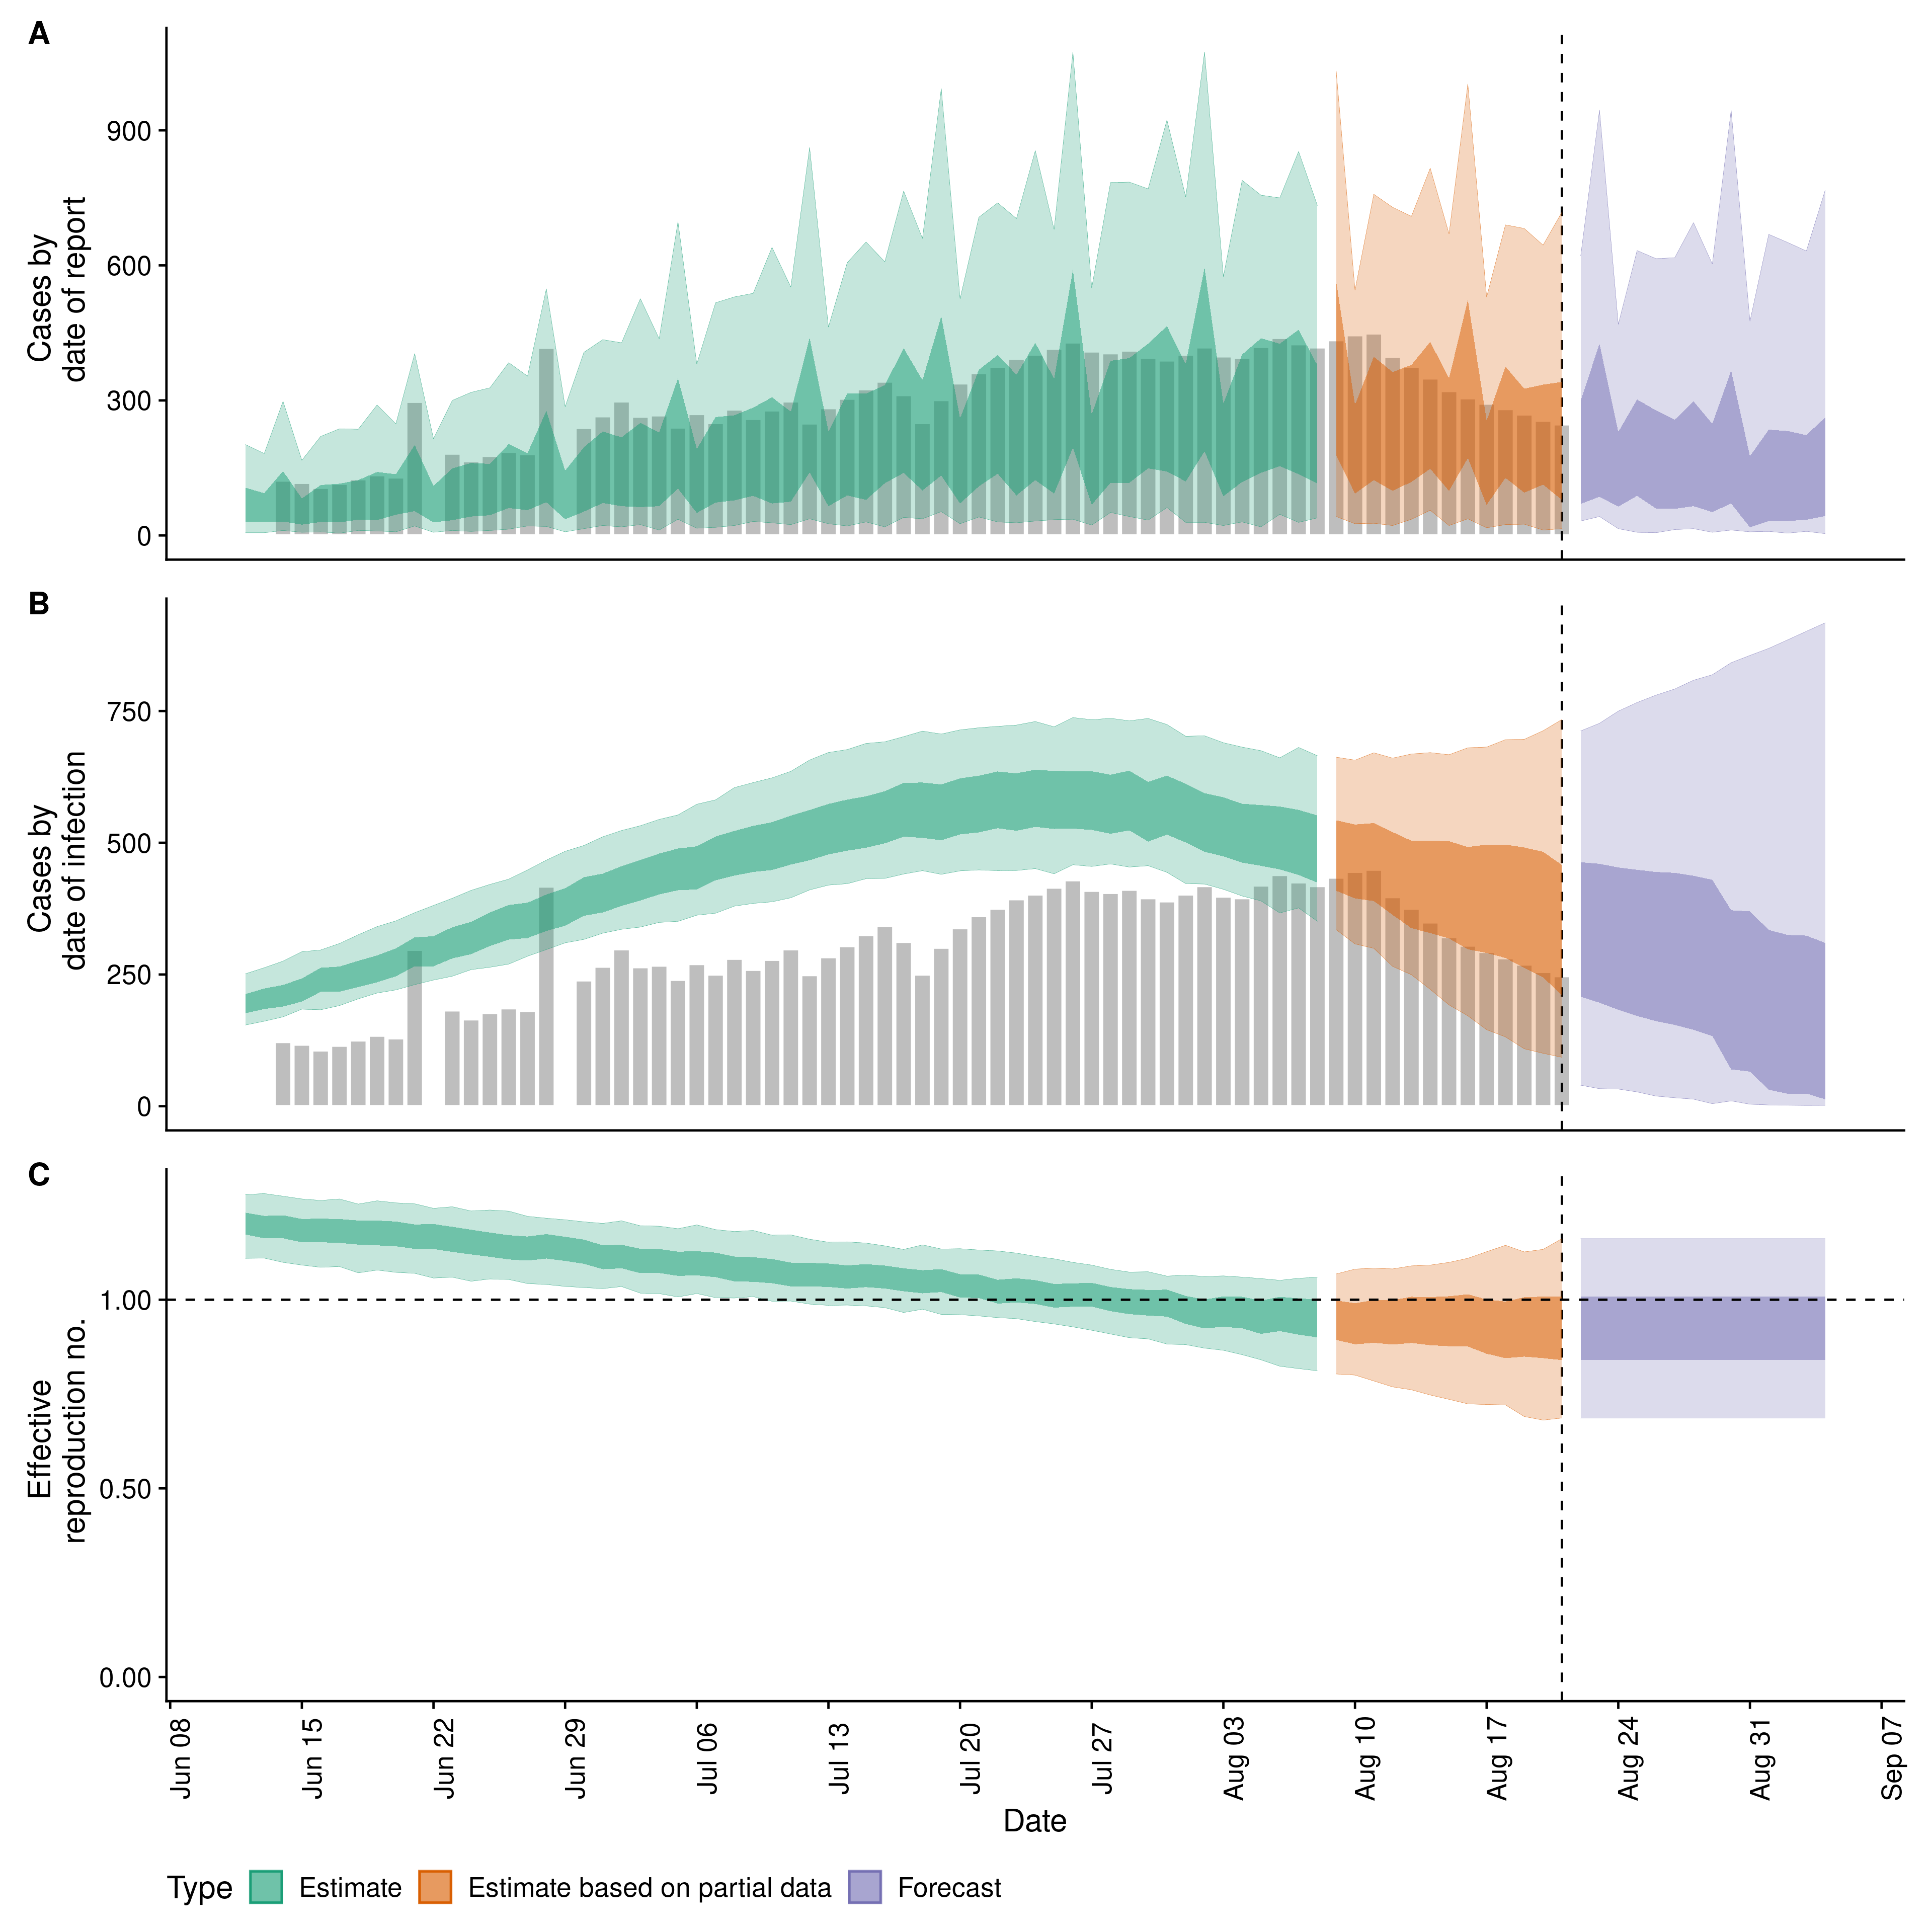 A
Cases by
date of report
900
600
300
0
B
Cases by
date of infection
750
500
250
0
C
Effective
reproduction no.
1.00
0.50
0.00
Jun 08
Jun 15
Jun 22
Jun 29
Jul 06
Jul 13
Jul 20
Jul 27
Aug 03
Aug 10
Aug 17
Aug 24
Aug 31
Sep 07
Date
Type Estimate Estimate based on partial data Forecast